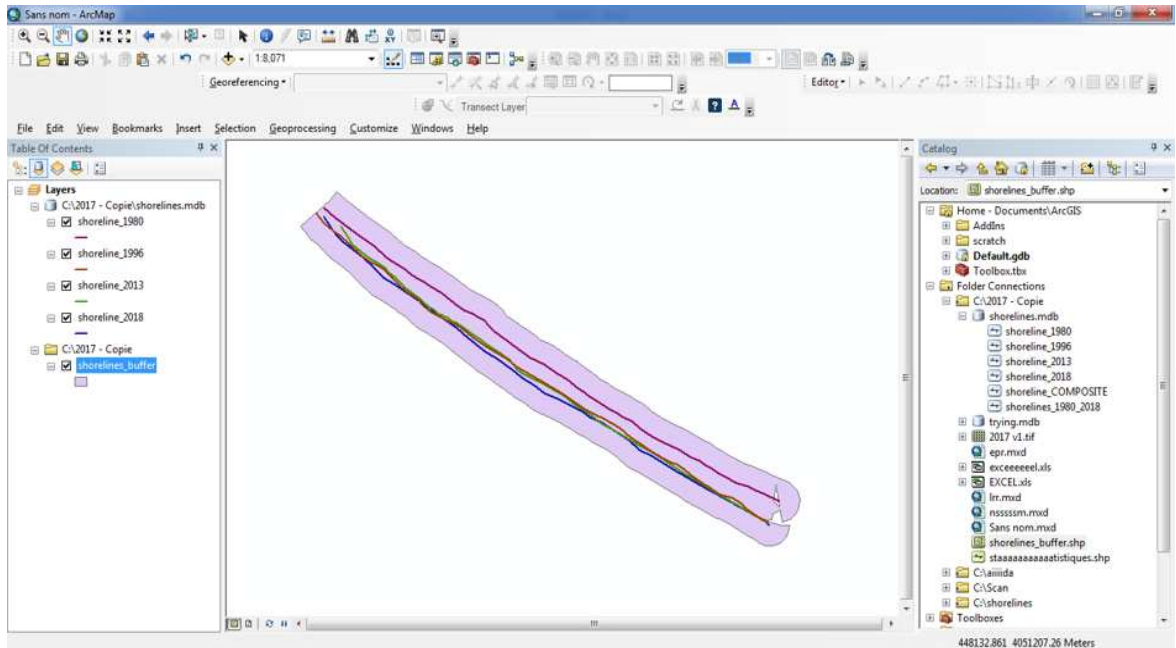 Sans nom - ArcMap
1:8,071
Georeferencing
Editor
Transect Layer
File Edit View Bookmarks Insert Selection Geoprocessing Customize Windows Help
Table Of Contents
Layers
C:\2017 - Copie\shorelines.mdb
shoreline_1980
shoreline_1996
shoreline_2013
shoreline_2018
C:\2017 - Copie
shorelines_buffer
Catalog
Location: shorelines_buffer.shp
Home - Documents\ArcGIS
AddIns
scratch
Default.gdb
Toolbox.tbx
Folder Connections
C:\2017 - Copie
shorelines.mdb
shoreline_1980
shoreline_1996
shoreline_2013
shoreline_2018
shoreline_COMPOSITE
shorelines_1980_2018
trying.mdb
2017 v1.tif
epr.mxd
exceeeeeel.xls
EXCEL.xls
lrr.mxd
nsssssm.mxd
Sans nom.mxd
shorelines_buffer.shp
C:\Scan
C:\shorelines
Toolboxes
448132.861 4051207.26 Meters